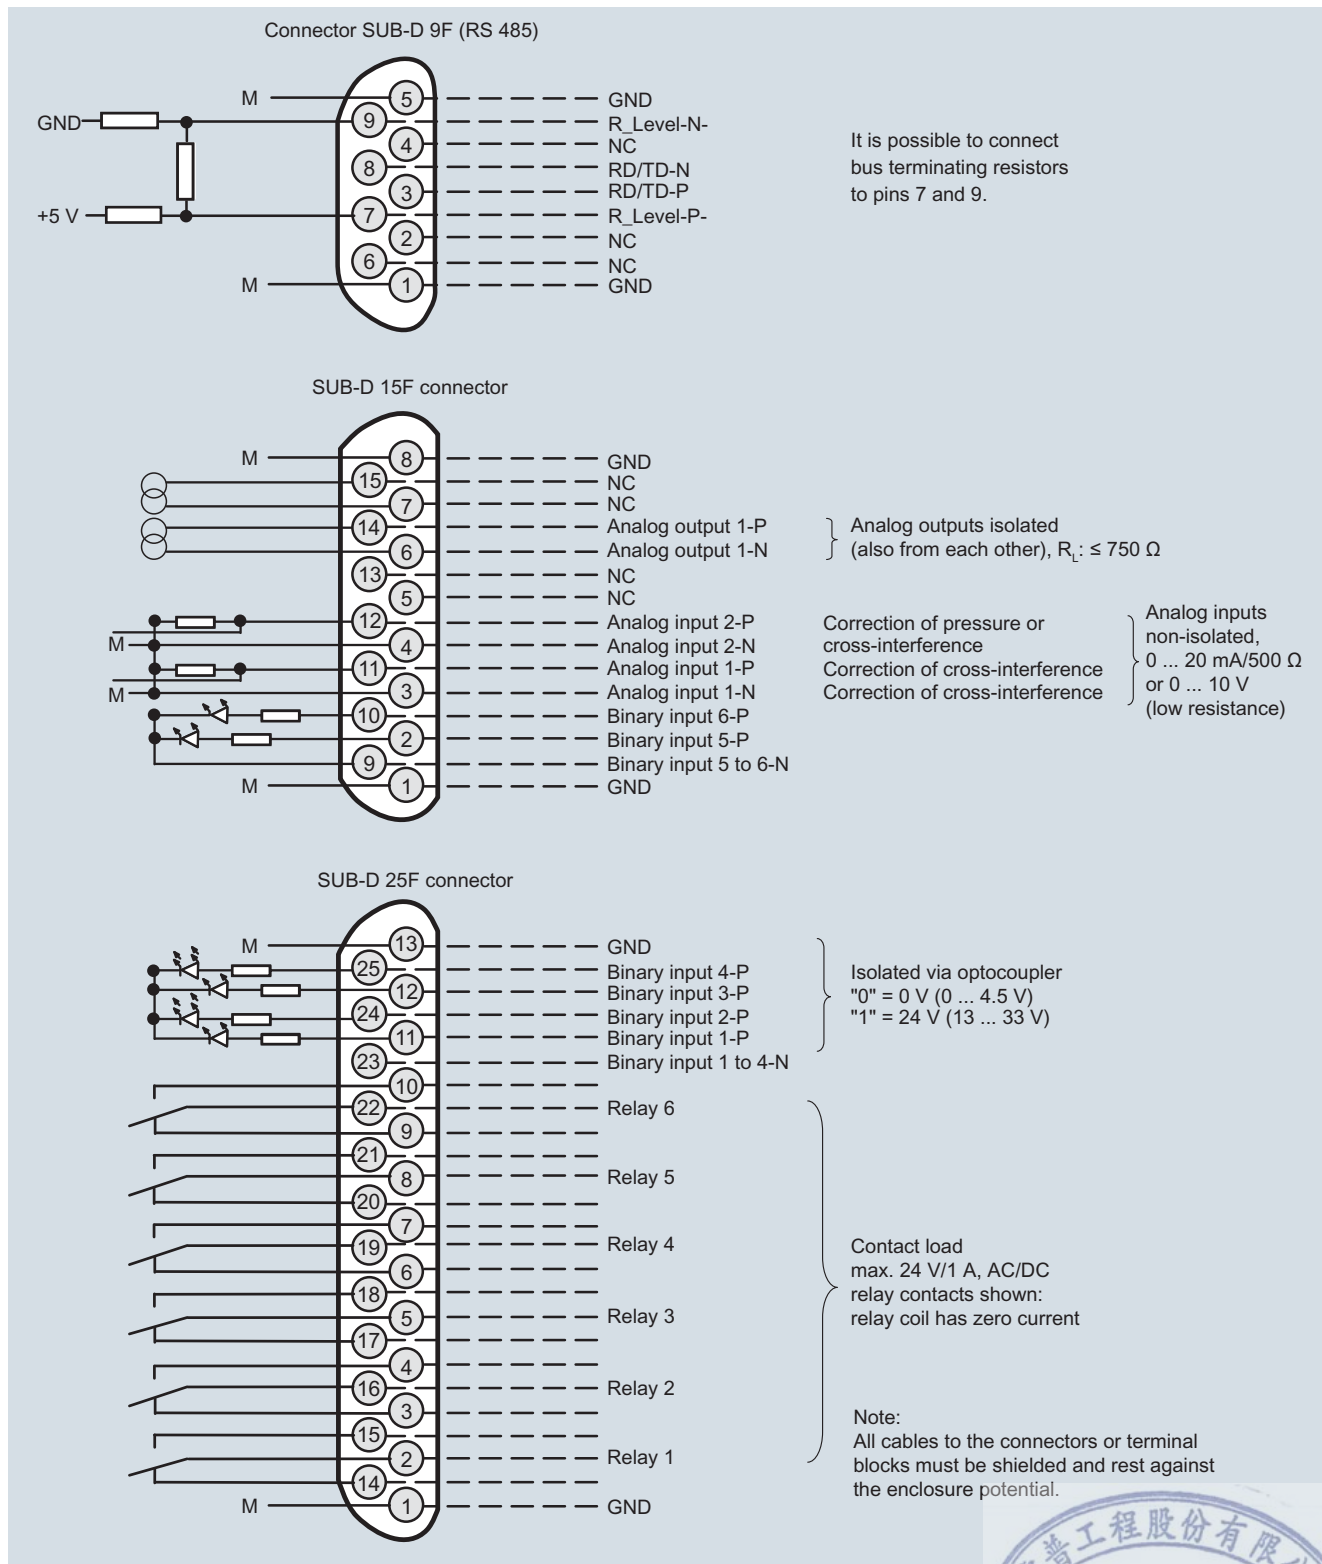 Connector SUB-D 9F (RS 485)
M
5
GND
GND
9
R_Level-N-
4
NC
8
RD/TD-N
3
RD/TD-P
+5 V
7
R_Level-P-
2
NC
6
NC
M
1
GND
It is possible to connect
bus terminating resistors
to pins 7 and 9.
SUB-D 15F connector
M
8
GND
15
NC
7
NC
14
Analog output 1-P
6
Analog output 1-N
13
NC
5
NC
12
Analog input 2-P
M
4
Analog input 2-N
11
Analog input 1-P
M
3
Analog input 1-N
10
Binary input 6-P
2
Binary input 5-P
9
Binary input 5 to 6-N
M
1
GND
Analog outputs isolated
(also from each other), RL: ≤ 750 Ω
Correction of pressure or
cross-interference
Correction of cross-interference
Correction of cross-interference
Analog inputs
non-isolated,
0 ... 20 mA/500 Ω
or 0 ... 10 V
(low resistance)
SUB-D 25F connector
M
13
GND
25
Binary input 4-P
12
Binary input 3-P
24
Binary input 2-P
11
Binary input 1-P
23
Binary input 1 to 4-N
10
22
Relay 6
9
21
8
Relay 5
20
7
19
Relay 4
6
18
5
Relay 3
17
4
16
Relay 2
3
15
2
Relay 1
14
M
1
GND
Isolated via optocoupler
"0" = 0 V (0 ... 4.5 V)
"1" = 24 V (13 ... 33 V)
Contact load
max. 24 V/1 A, AC/DC
relay contacts shown:
relay coil has zero current
Note:
All cables to the connectors or terminal
blocks must be shielded and rest against
the enclosure potential.
工程股份有限